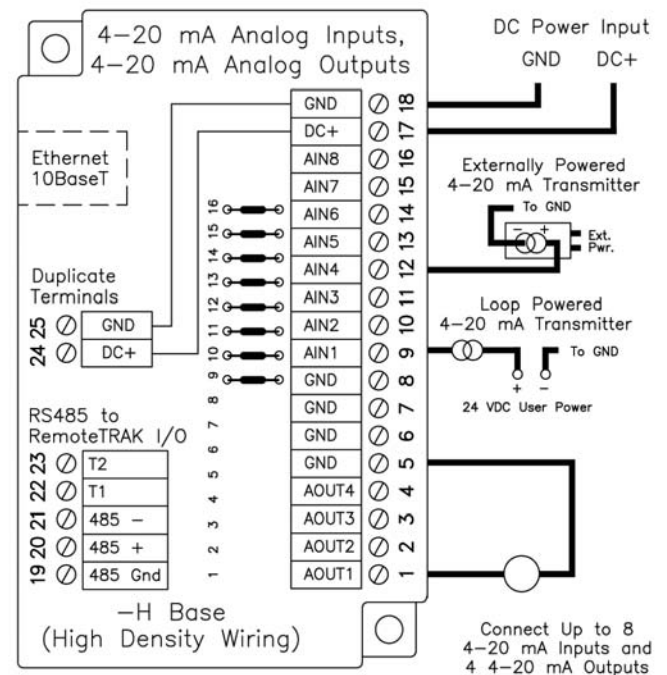 4-20 mA Analog Inputs,
4-20 mA Analog Outputs
DC Power Input
GND DC+
GND 18
DC+ 17
AIN8 16
AIN7 15
AIN6 14
AIN5 13
AIN4 12
AIN3 11
AIN2 10
AIN1 9
GND 8
GND 7
GND 6
GND 5
AOUT4 4
AOUT3 3
AOUT2 2
AOUT1 1
16
15
14
13
12
11
10
9
8
7
6
5
4
3
2
1
Ethernet
10BaseT
Duplicate
Terminals
25 GND
24 DC+
RS485 to
RemoteTRAK I/O
23 T2
22 T1
21 485 -
20 485 +
19 485 Gnd
-H Base
(High Density Wiring)
Externally Powered
4-20 mA Transmitter
To GND
- +
Ext.
Pwr.
Loop Powered
4-20 mA Transmitter
To GND
+ -
24 VDC User Power
Connect Up to 8
4-20 mA Inputs and
4 4-20 mA Outputs